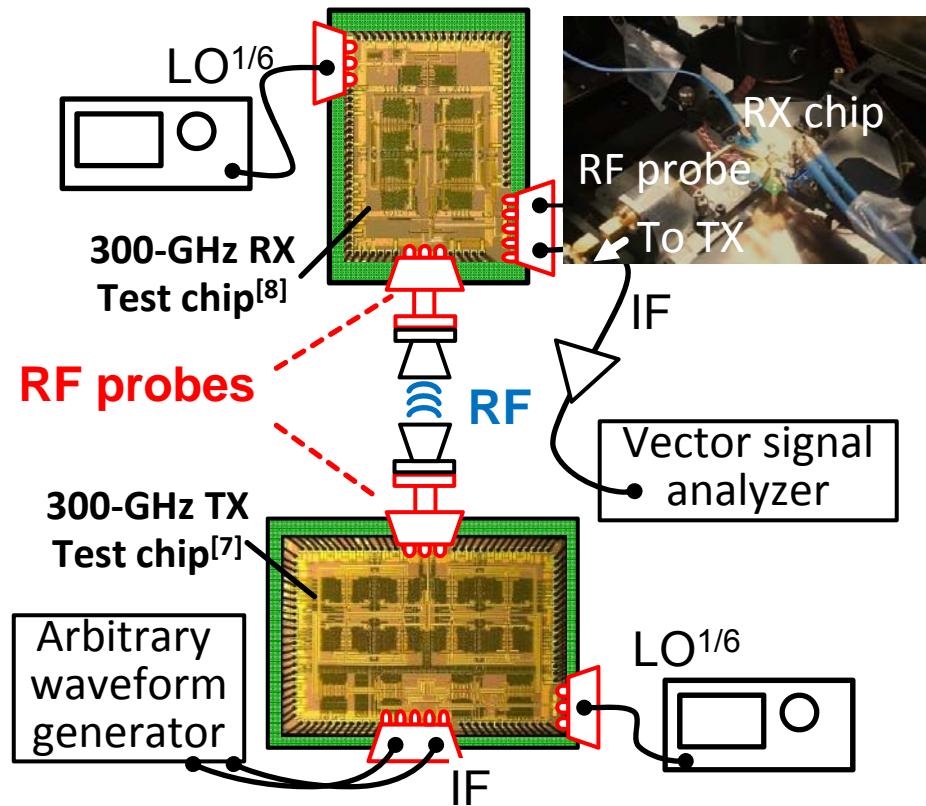 LO1/6
RX chip
RF probe
To TX
300-GHz RX
Test chip[8]
IF
RF probes
RF
Vector signal
analyzer
300-GHz TX
Test chip[7]
Arbitrary
waveform
generator
LO1/6
IF